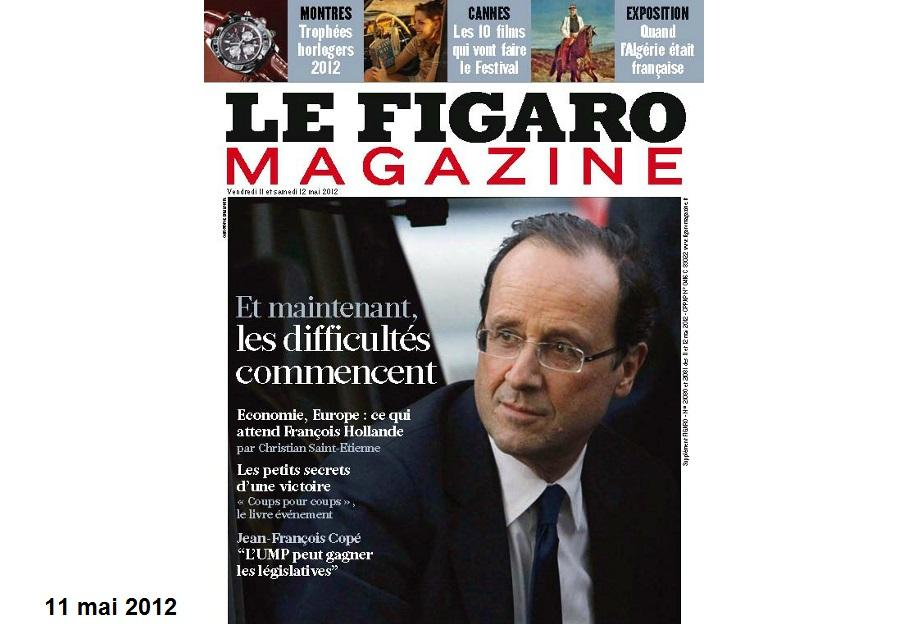 MONTRES
Trophées
horlogers
2012
CANNES
Les 10 films
qui vont faire
le Festival
EXPOSITION
Quand
l'Algérie était
française
LE FIGARO
MAGAZINE
Vendredi 11 et samedi 12 mai 2012
Et maintenant,
les difficultés
commencent
Economie, Europe : ce qui
attend François Hollande
par Christian Saint-Etienne
Les petits secrets
d'une victoire
« Coups pour coups »,
le livre événement
Jean-François Copé
"L'UMP peut gagner
les législatives"
11 mai 2012